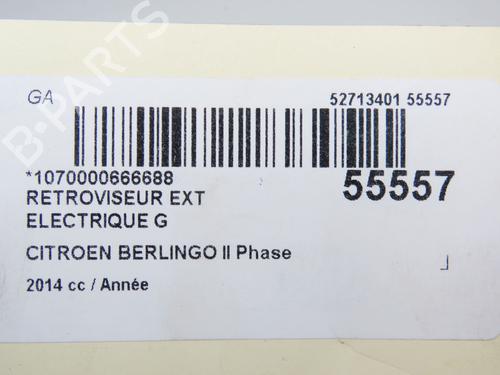 B-PARTS
GA
52713401 55557
*1070000666688
55557
RETROVISEUR EXT
ELECTRIQUE G
CITROEN BERLINGO II Phase
2014 cc / Année